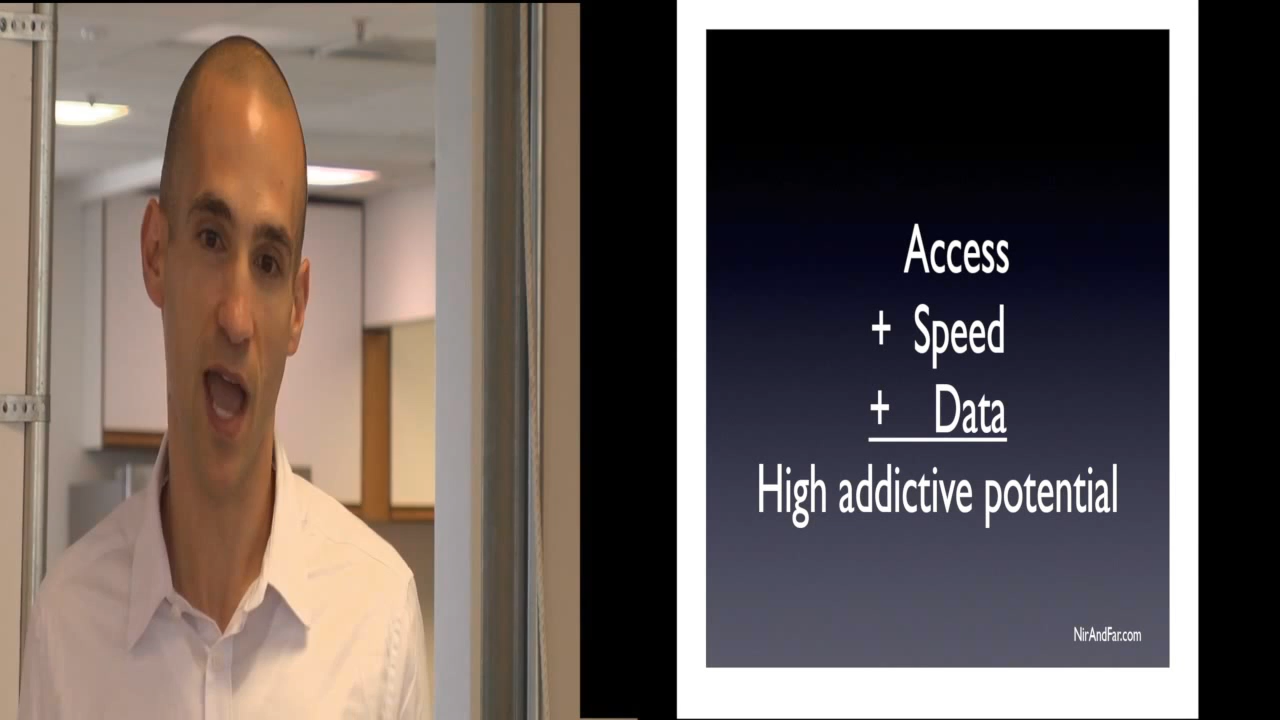 Access
+ Speed
+ Data
High addictive potential
NirAndFar.com